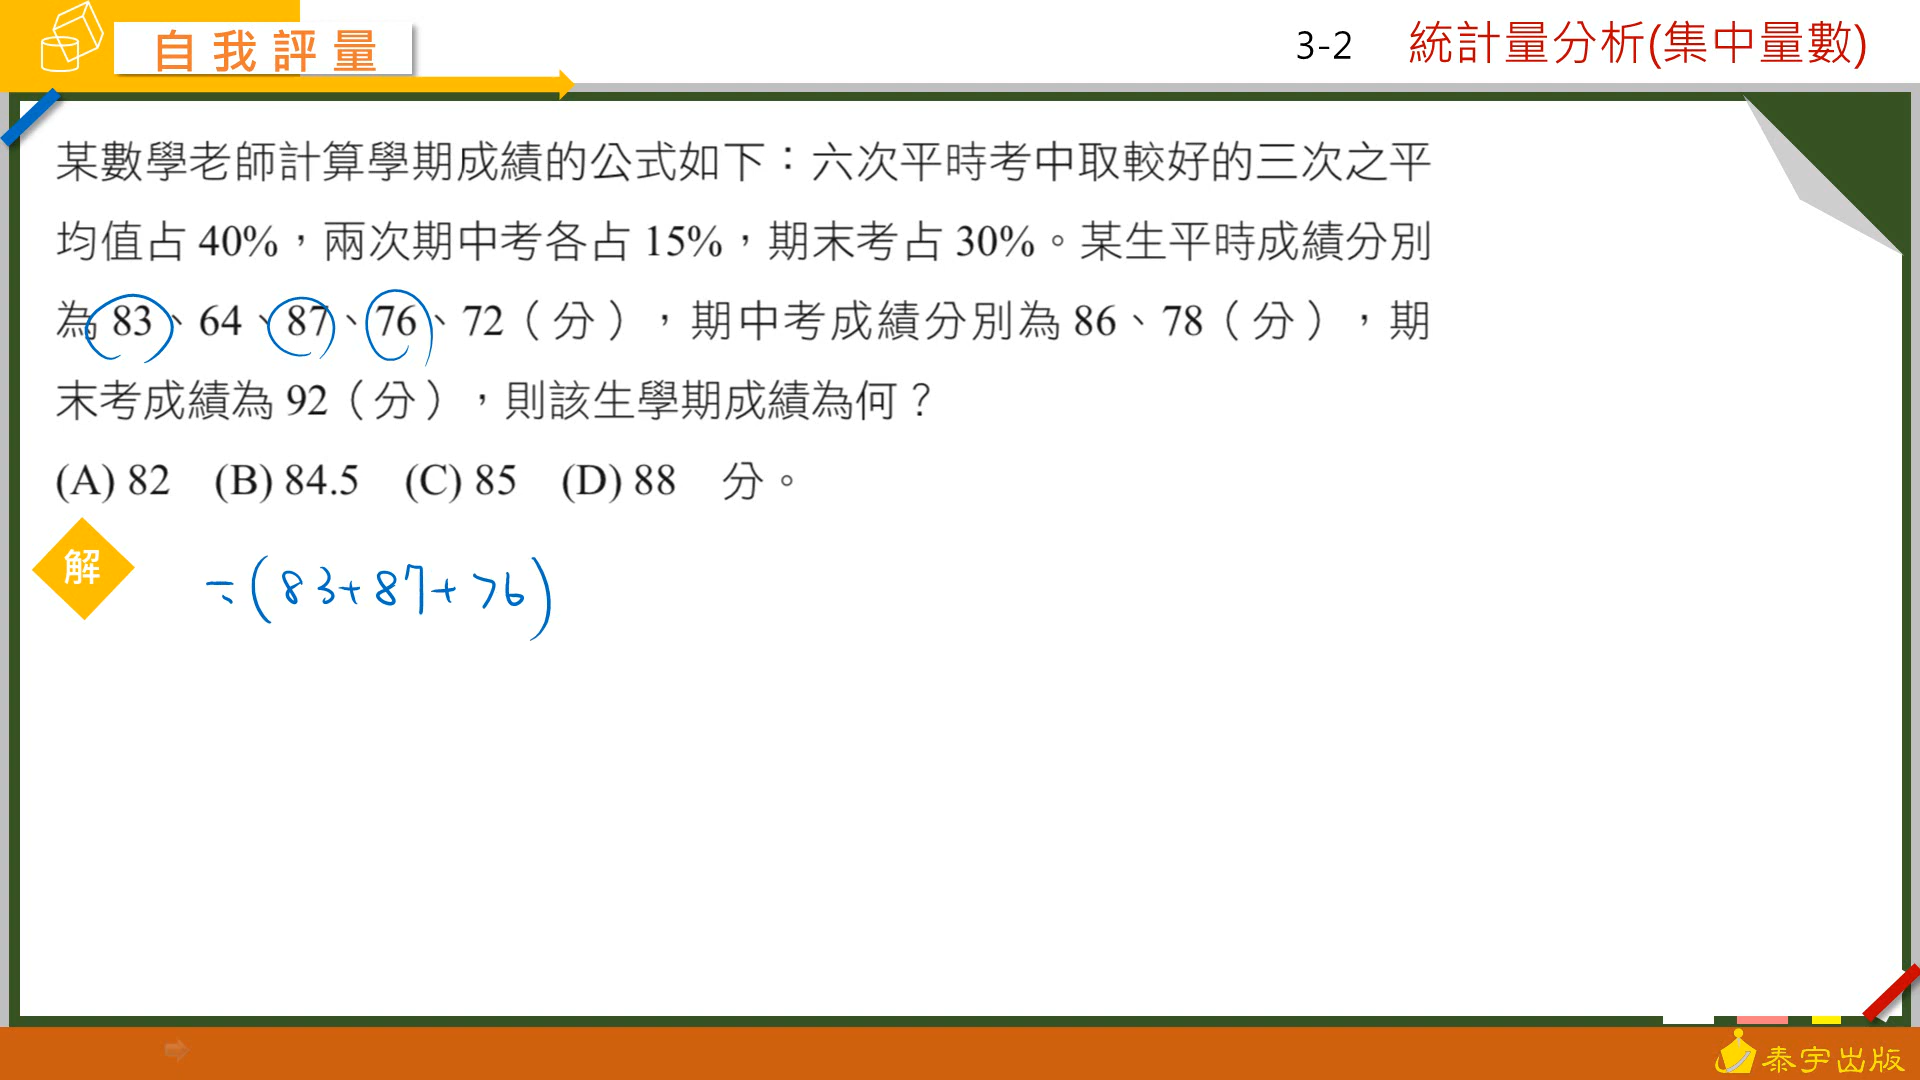 自我評量
3-2 統計量分析(集中量數)
某數學老師計算學期成績的公式如下：六次平時考中取較好的三次之平
均值占 40%，兩次期中考各占 15%，期末考占 30%。某生平時成績分別
為 83、64、87、76、72（分），期中考成績分別為 86、78（分），期
末考成績為 92（分），則該生學期成績為何？
(A) 82 (B) 84.5 (C) 85 (D) 88 分。
解
=(83+87+76)
泰宇出版